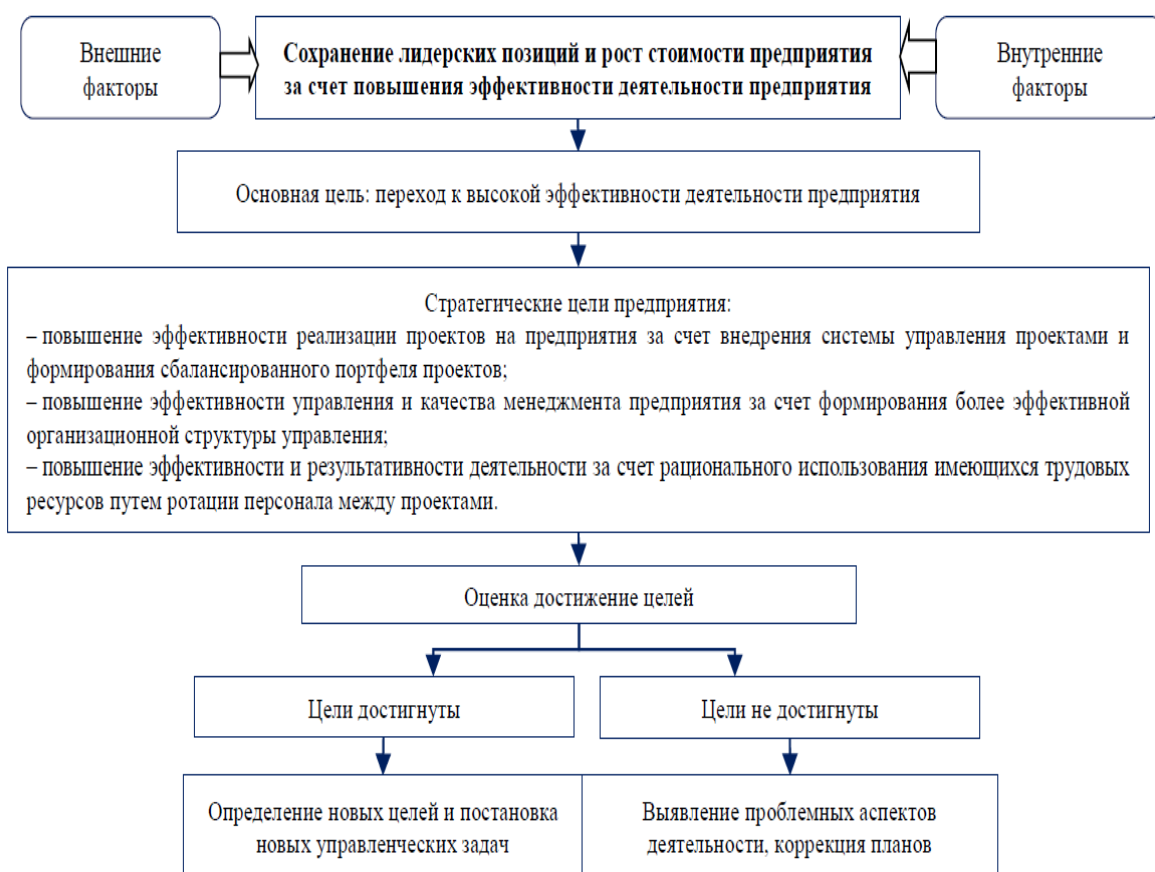 Внешние
факторы
Сохранение лидерских позиций и рост стоимости предприятия
за счет повышения эффективности деятельности предприятия
Внутренние
факторы
Основная цель: переход к высокой эффективности деятельности предприятия
Стратегические цели предприятия:
– повышение эффективности реализации проектов на предприятия за счет внедрения системы управления проектами и
формирования сбалансированного портфеля проектов;
– повышение эффективности управления и качества менеджмента предприятия за счет формирования более эффективной
организационной структуры управления;
– повышение эффективности и результативности деятельности за счет рационального использования имеющихся трудовых
ресурсов путем ротации персонала между проектами.
Оценка достижение целей
Цели достигнуты
Цели не достигнуты
Определение новых целей и постановка
новых управленческих задач
Выявление проблемных аспектов
деятельности, коррекция планов